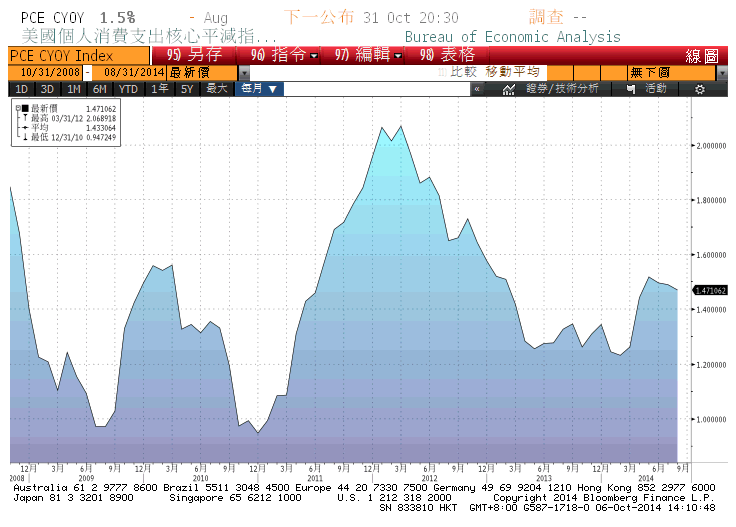 PCE CYOY 1.5% - Aug 下一公布 31 Oct 20:30 調查 --
美國個人消費支出核心平減指... Bureau of Economic Analysis
PCE CYOY Index 95) 另存 96) 指令 97) 編輯 98) 表格 線圖
10/31/2008 - 08/31/2014 最新價 比較 移動平均 無下價
1D 3D 1M 6M YTD 1年 5Y 最大 每月 ▼ « 證券/技術分析 活動
最新價 1.471062
最高 03/31/12 2.068918
平均 1.433064
最低 12/31/10 0.947249
2.000000
1.800000
1.600000
1.471062
1.400000
1.200000
1.000000
12月 3月 6月 9月 12月 3月 6月 9月 12月 3月 6月 9月 12月 3月 6月 9月 12月 3月 6月 9月 12月 3月 6月 9月
2008 2009 2010 2011 2012 2013 2014
Australia 61 2 9777 8600 Brazil 5511 3048 4500 Europe 44 20 7330 7500 Germany 49 69 9204 1210 Hong Kong 852 2977 6000
Japan 81 3 3201 8900 Singapore 65 6212 1000 U.S. 1 212 318 2000 Copyright 2014 Bloomberg Finance L.P.
SN 833810 HKT GMT+8:00 G587-1718-0 06-Oct-2014 14:10:48